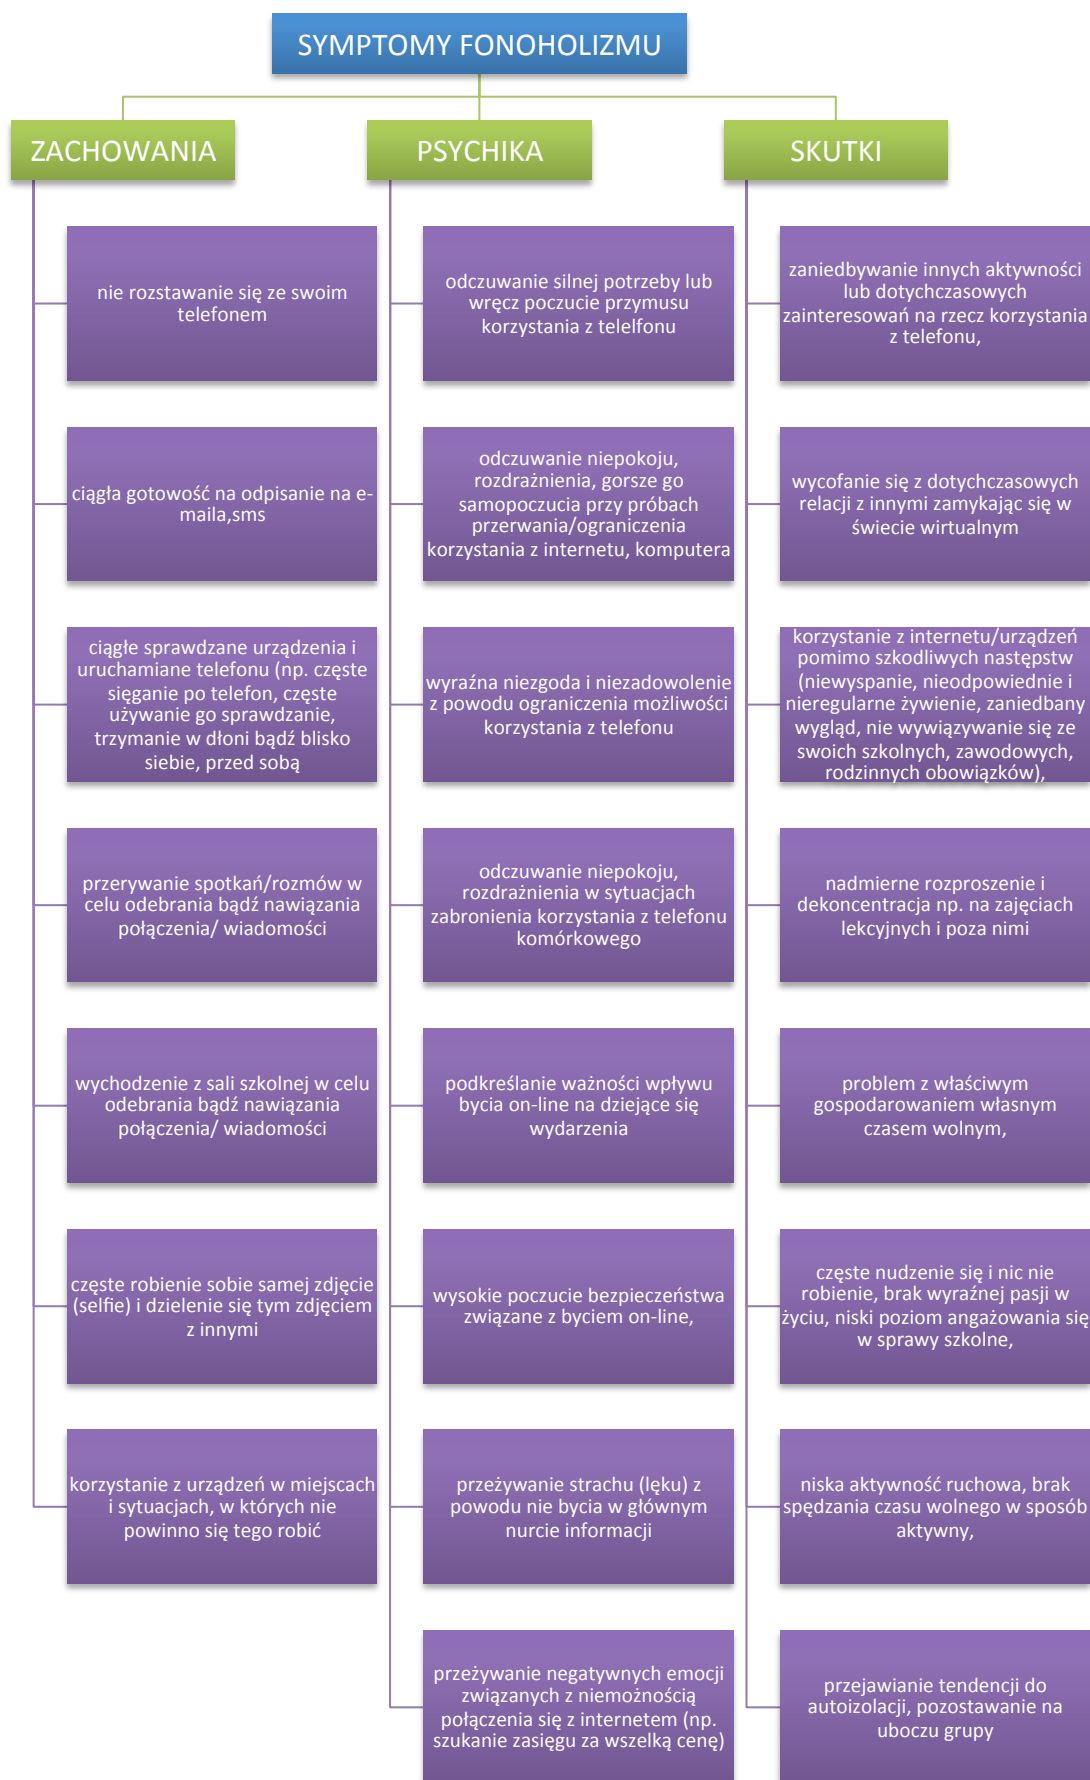 SYMPTOMY FONOHOLIZMU
ZACHOWANIA
nie rozstawanie się ze swoim
telefonem
ciągła gotowość na odpisanie na e-
maila,sms
ciągłe sprawdzane urządzenia i
uruchamiane telefonu (np. częste
sięganie po telefon, częste
używanie go sprawdzanie,
trzymanie w dłoni bądź blisko
siebie, przed sobą
przerywanie spotkań/rozmów w
celu odebrania bądź nawiązania
połączenia/ wiadomości
wychodzenie z sali szkolnej w celu
odebrania bądź nawiązania
połączenia/ wiadomości
częste robienie sobie samej zdjęcie
(selfie) i dzielenie się tym zdjęciem
z innymi
korzystanie z urządzeń w miejscach
i sytuacjach, w których nie
powinno się tego robić
PSYCHIKA
odczuwanie silnej potrzeby lub
wręcz poczucie przymusu
korzystania z telelfonu
odczuwanie niepokoju,
rozdrażnienia, gorsze go
samopoczucia przy próbach
przerwania/ograniczenia
korzystania z internetu, komputera
wyraźna niezgoda i niezadowolenie
z powodu ograniczenia możliwości
korzystania z telefonu
odczuwanie niepokoju,
rozdrażnienia w sytuacjach
zabronienia korzystania z telefonu
komórkowego
podkreślanie ważności wpływu
bycia on-line na dziejące się
wydarzenia
wysokie poczucie bezpieczeństwa
związane z byciem on-line,
przeżywanie strachu (lęku) z
powodu nie bycia w głównym
nurcie informacji
przeżywanie negatywnych emocji
związanych z niemożnością
połączenia się z internetem (np.
szukanie zasięgu za wszelką cenę)
SKUTKI
zaniedbywanie innych aktywności
lub dotychczasowych
zainteresowań na rzecz korzystania
z telefonu,
wycofanie się z dotychczasowych
relacji z innymi zamykając się w
świecie wirtualnym
korzystanie z internetu/urządzeń
pomimo szkodliwych następstw
(niewyspanie, nieodpowiednie i
nieregularne żywienie, zaniedbany
wygląd, nie wywiązywanie się ze
swoich szkolnych, zawodowych,
rodzinnych obowiązków),
nadmierne rozproszenie i
dekoncentracja np. na zajęciach
lekcyjnych i poza nimi
problem z właściwym
gospodarowaniem własnym
czasem wolnym,
częste nudzenie się i nic nie
robienie, brak wyraźnej pasji w
życiu, niski poziom angażowania się
w sprawy szkolne,
niska aktywność ruchowa, brak
spędzania czasu wolnego w sposób
aktywny,
przejawianie tendencji do
autoizolacji, pozostawanie na
uboczu grupy